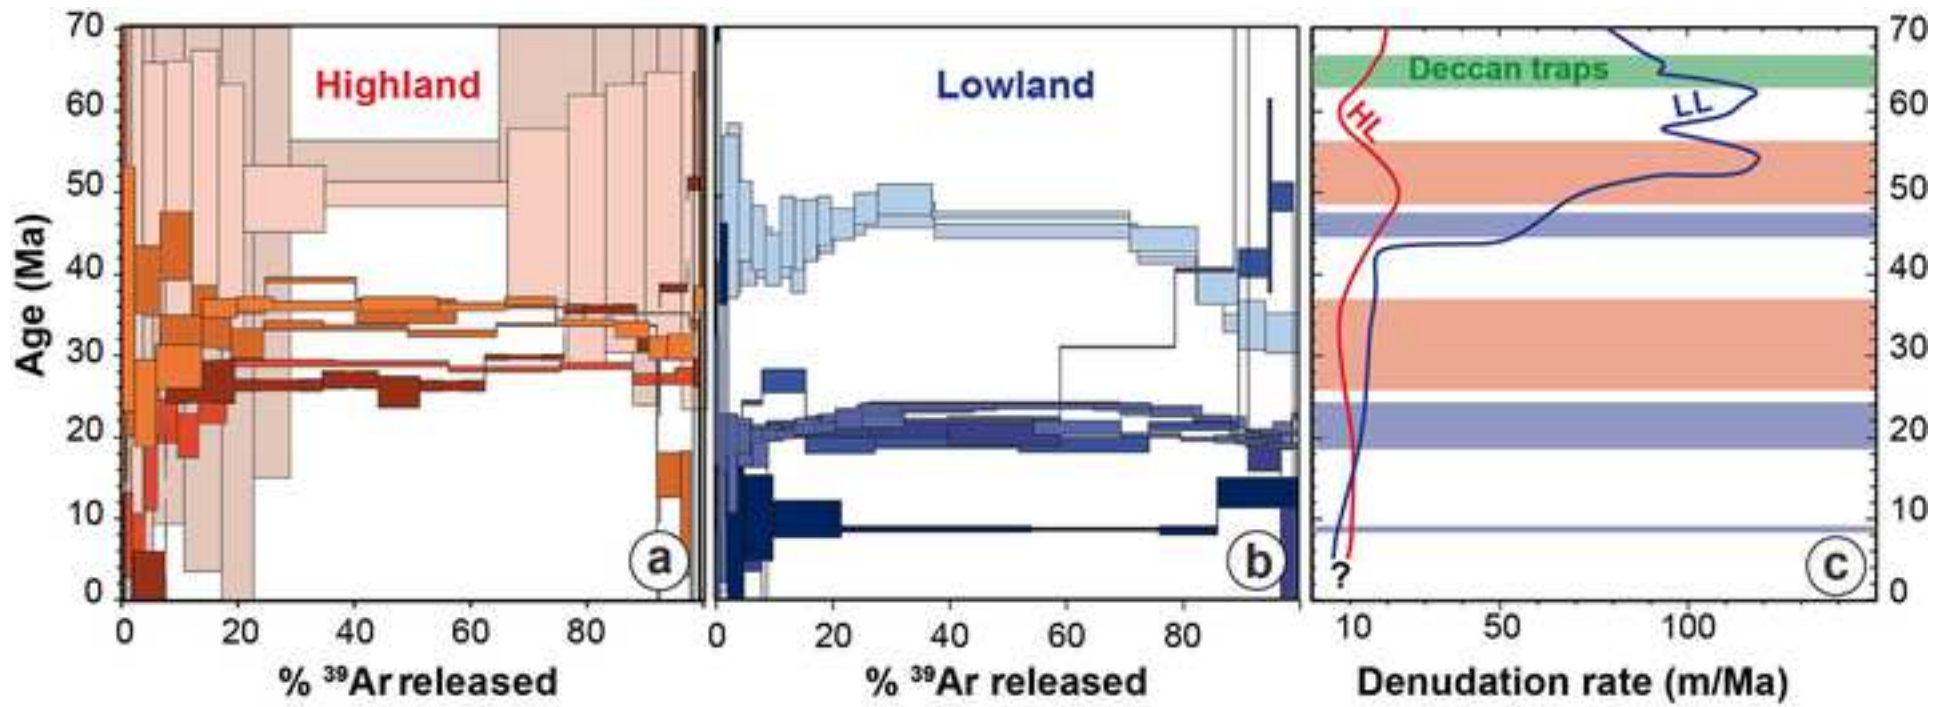 Age (Ma)
70
60
50
40
30
20
10
0
Highland
a
0 20 40 60 80
% ³⁹Ar released
Lowland
b
0 20 40 60 80
% ³⁹Ar released
Deccan traps
HL
LL
?
c
70
60
50
40
30
20
10
0
10 50 100
Denudation rate (m/Ma)